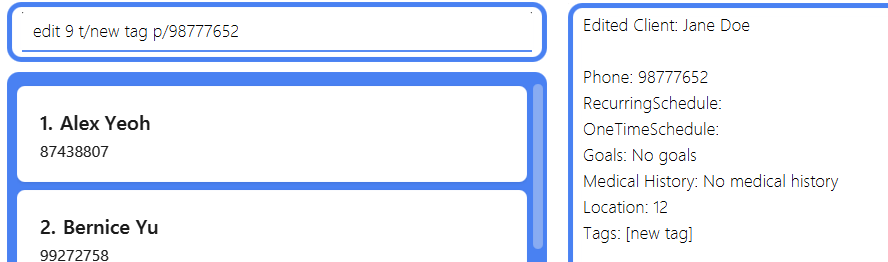 edit 9 t/new tag p/98777652
1. Alex Yeoh
87438807
2. Bernice Yu
99272758
Edited Client: Jane Doe
Phone: 98777652
RecurringSchedule:
OneTimeSchedule:
Goals: No goals
Medical History: No medical history
Location: 12
Tags: [new tag]